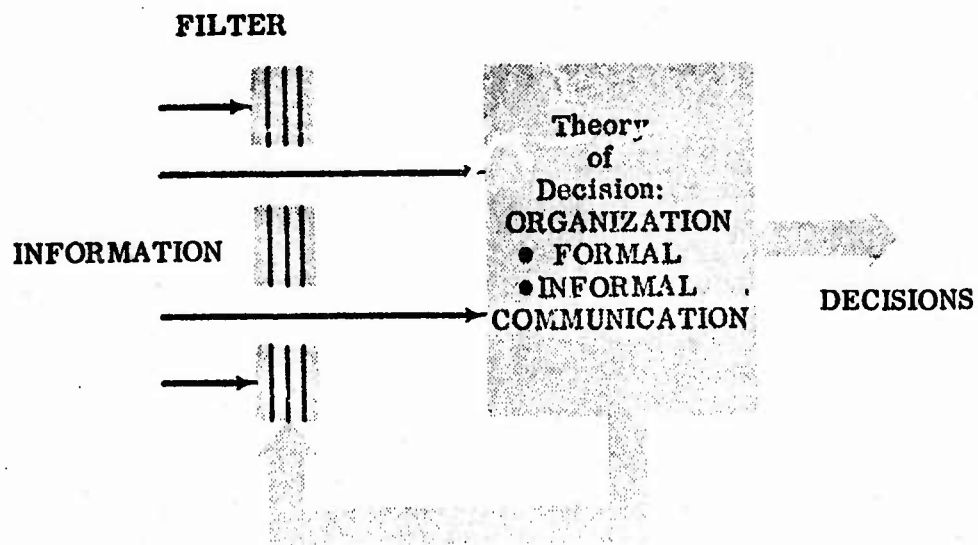 FILTER
INFORMATION
Theory
of
Decision:
ORGANIZATION
• FORMAL
• INFORMAL
COMMUNICATION
DECISIONS